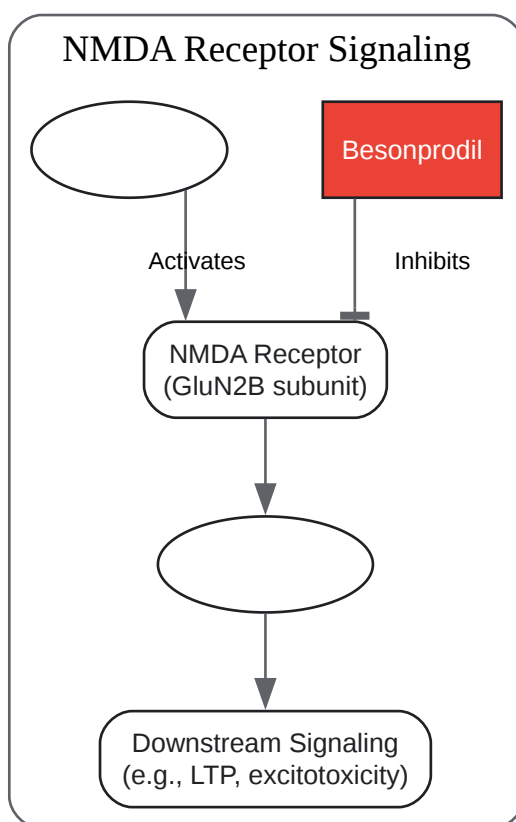 NMDA Receptor Signaling
Besonprodil
Activates
Inhibits
NMDA Receptor
(GluN2B subunit)
Downstream Signaling
(e.g., LTP, excitotoxicity)